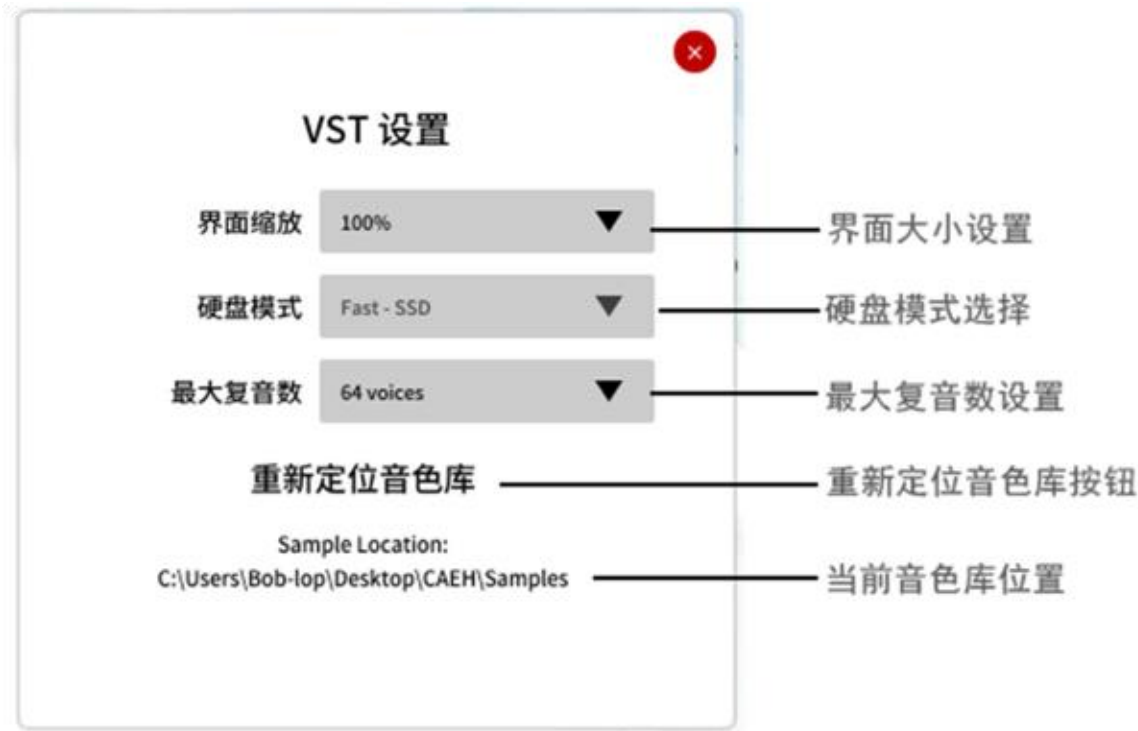 VST 设置
界面缩放 100% 界面大小设置
硬盘模式 Fast - SSD 硬盘模式选择
最大复音数 64 voices 最大复音数设置
重新定位音色库 重新定位音色库按钮
Sample Location:
C:\Users\Bob-lop\Desktop\CAEH\Samples 当前音色库位置